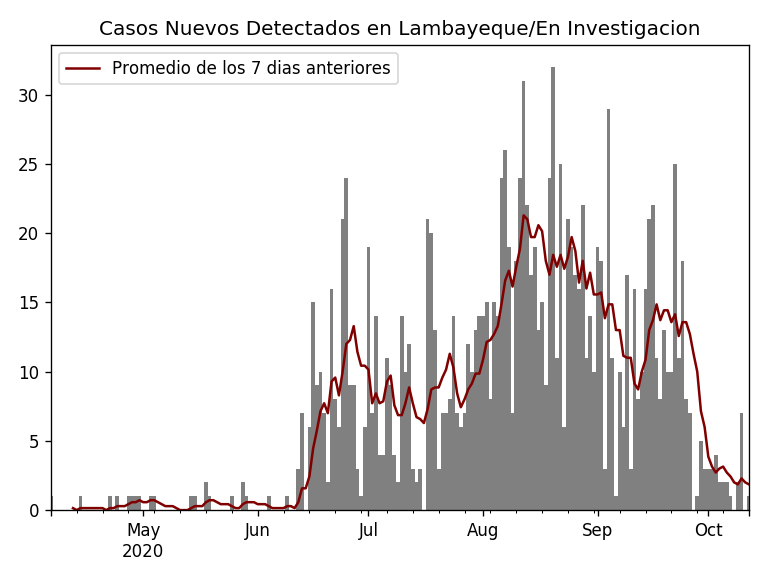 Casos Nuevos Detectados en Lambayeque/En Investigacion
Promedio de los 7 dias anteriores
30
25
20
15
10
5
0
May Jun Jul Aug Sep Oct
2020